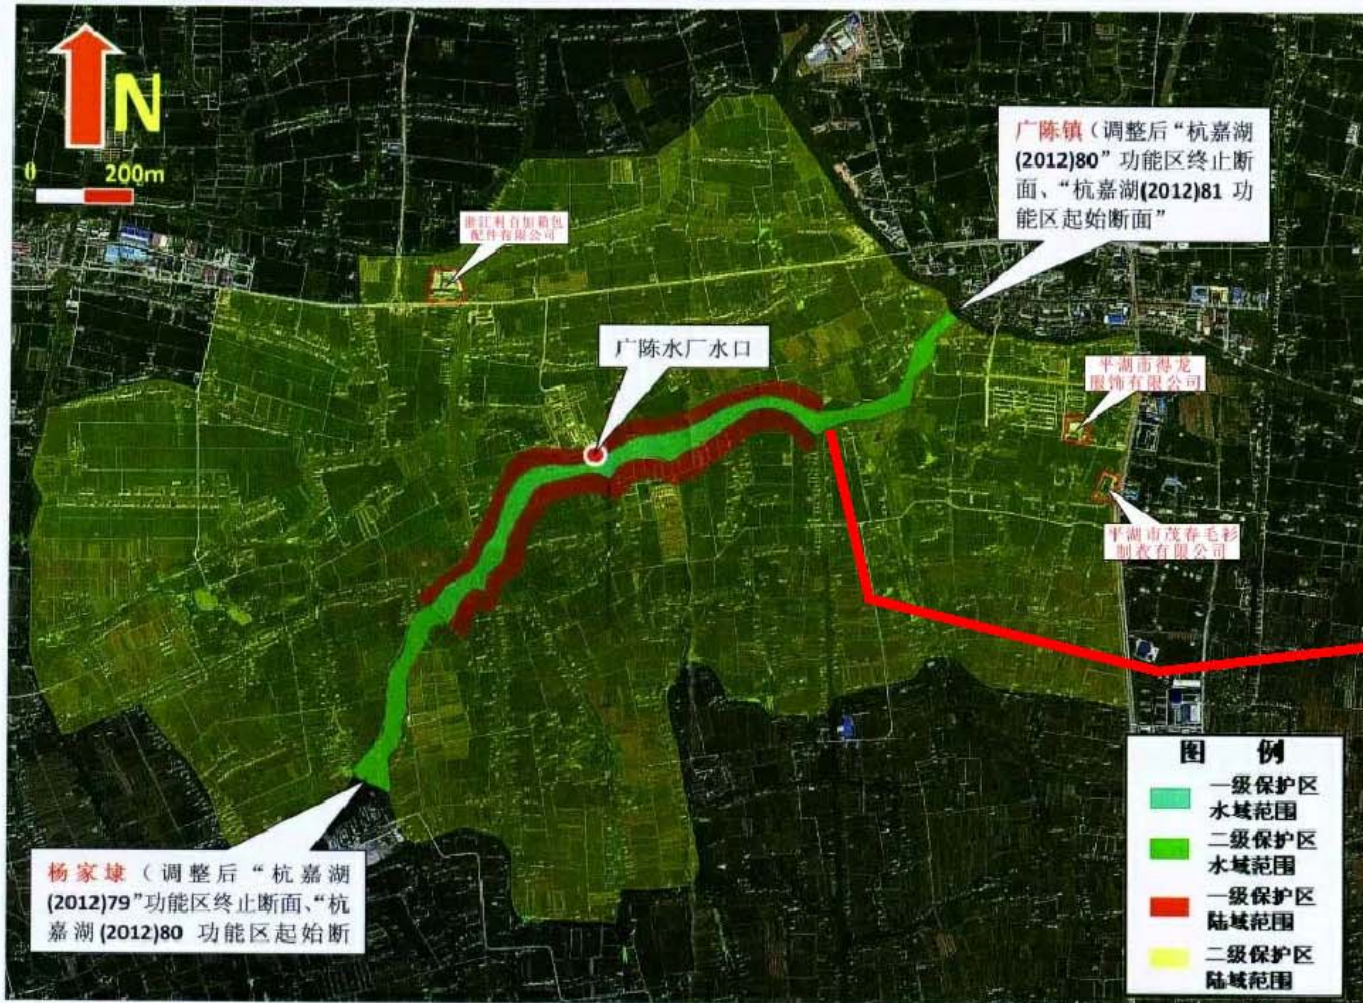 N
0 200m
广陈镇（调整后“杭嘉湖
(2012)80”功能区终止断
面、“杭嘉湖(2012)81 功
能区起始断面”
浙江利百加箱包
配件有限公司
广陈水厂水口
平湖市得龙
服饰有限公司
平湖市茂春毛衫
制衣有限公司
杨家埭（调整后“杭嘉湖
(2012)79”功能区终止断面、“杭
嘉湖(2012)80 功能区起始断
图 例
一级保护区
水域范围
二级保护区
水域范围
一级保护区
陆域范围
二级保护区
陆域范围